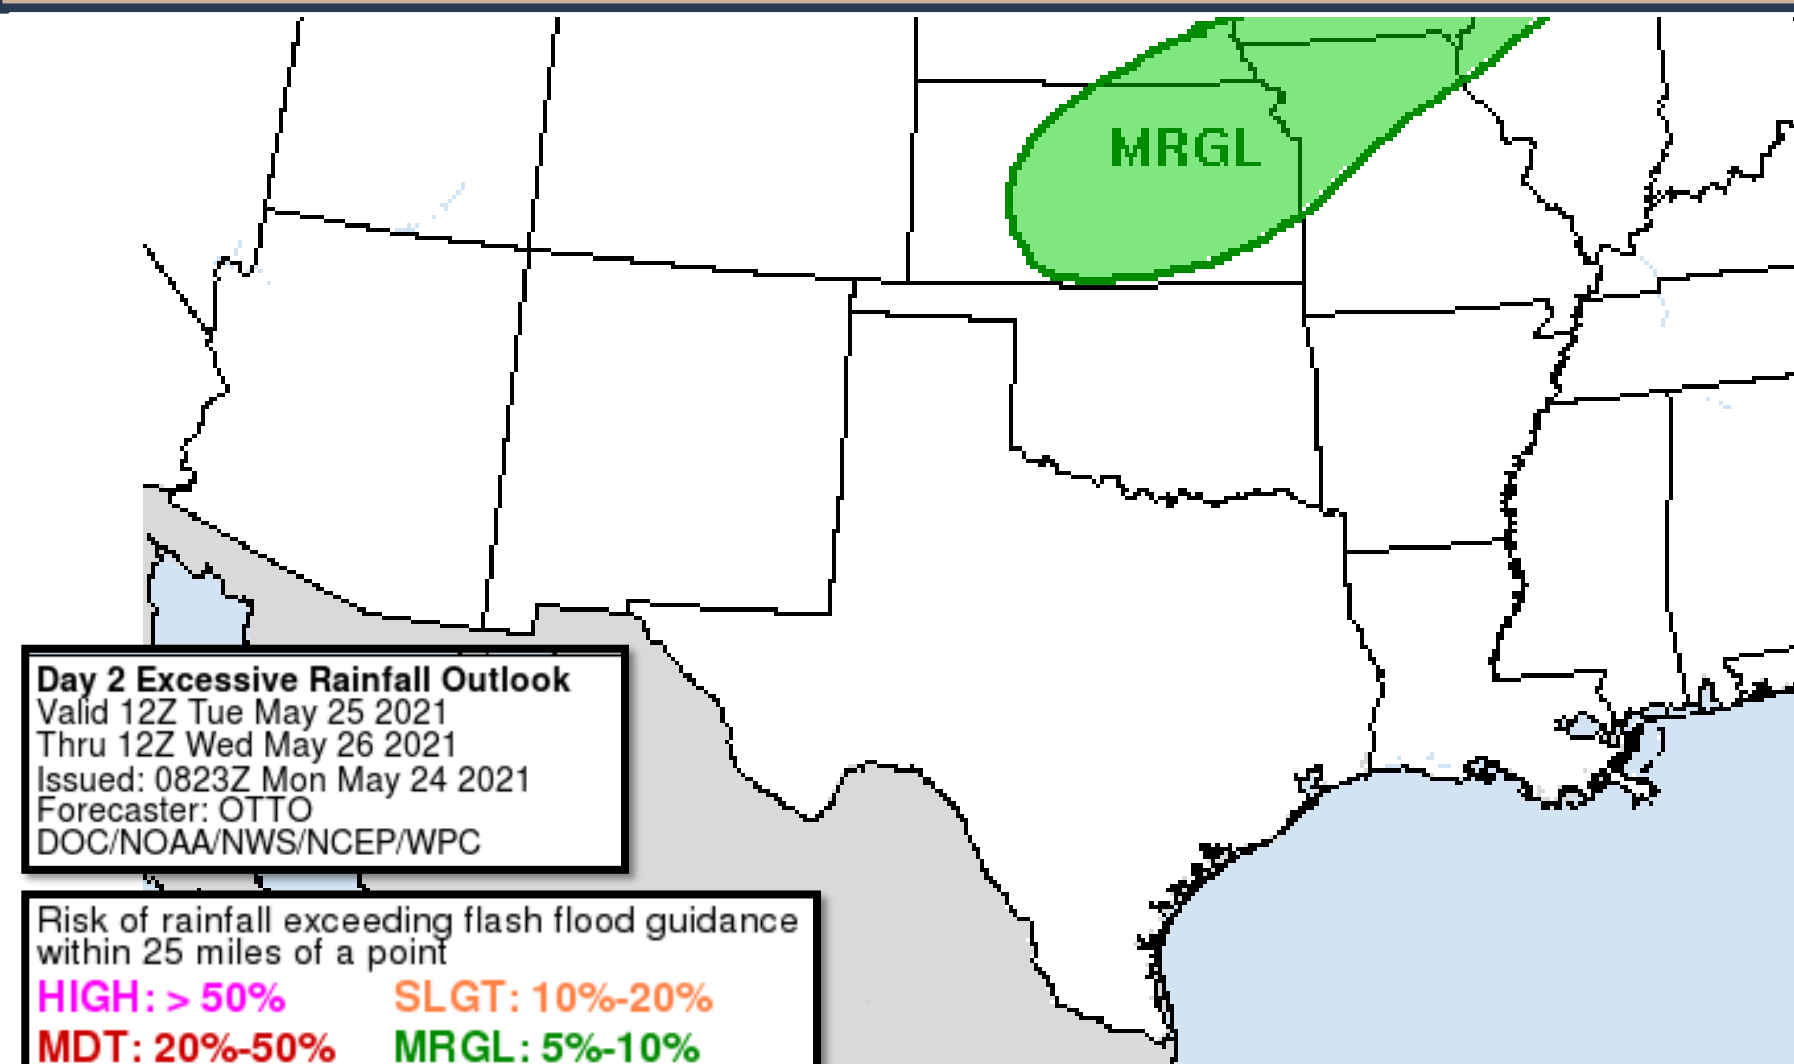 MRGL
Day 2 Excessive Rainfall Outlook
Valid 12Z Tue May 25 2021
Thru 12Z Wed May 26 2021
Issued: 0823Z Mon May 24 2021
Forecaster: OTTO
DOC/NOAA/NWS/NCEP/WPC
Risk of rainfall exceeding flash flood guidance
within 25 miles of a point
HIGH: > 50% SLGT: 10%-20%
MDT: 20%-50% MRGL: 5%-10%